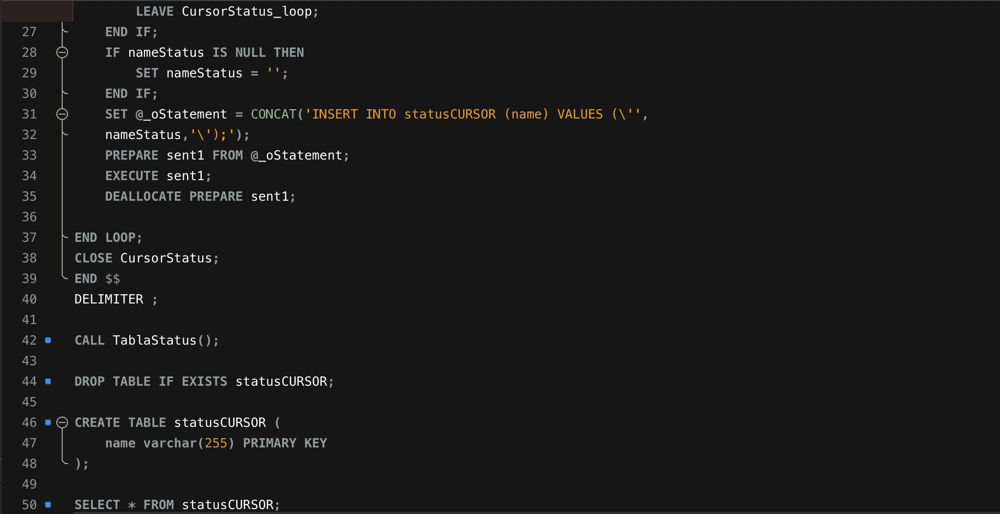 LEAVE CursorStatus_loop;
27 END IF;
28 IF nameStatus IS NULL THEN
29 SET nameStatus = '';
30 END IF;
31 SET @_oStatement = CONCAT('INSERT INTO statusCURSOR (name) VALUES (\'',
32 nameStatus,'\');');
33 PREPARE sent1 FROM @_oStatement;
34 EXECUTE sent1;
35 DEALLOCATE PREPARE sent1;
36
37 END LOOP;
38 CLOSE CursorStatus;
39 END $$
40 DELIMITER ;
41
42 CALL TablaStatus();
43
44 DROP TABLE IF EXISTS statusCURSOR;
45
46 CREATE TABLE statusCURSOR (
47 name varchar(255) PRIMARY KEY
48 );
49
50 SELECT * FROM statusCURSOR;